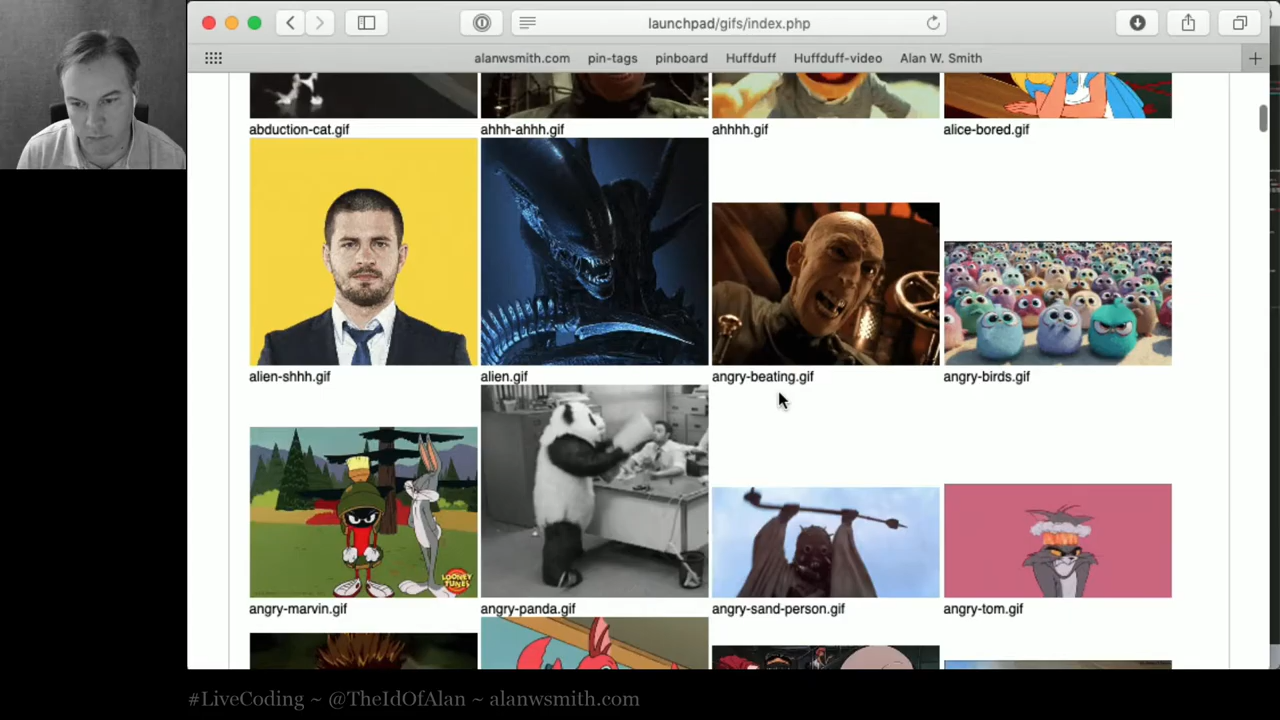 launchpad/gifs/index.php
alanwsmith.com pin-tags pinboard Huffduff Huffduff-video Alan W. Smith
abduction-cat.gif ahhh-ahhh.gif ahhhh.gif alice-bored.gif
alien-shhh.gif alien.gif angry-beating.gif angry-birds.gif
LOONEY
TUNES
angry-marvin.gif angry-panda.gif angry-sand-person.gif angry-tom.gif
#LiveCoding ~ @TheIdOfAlan ~ alanwsmith.com